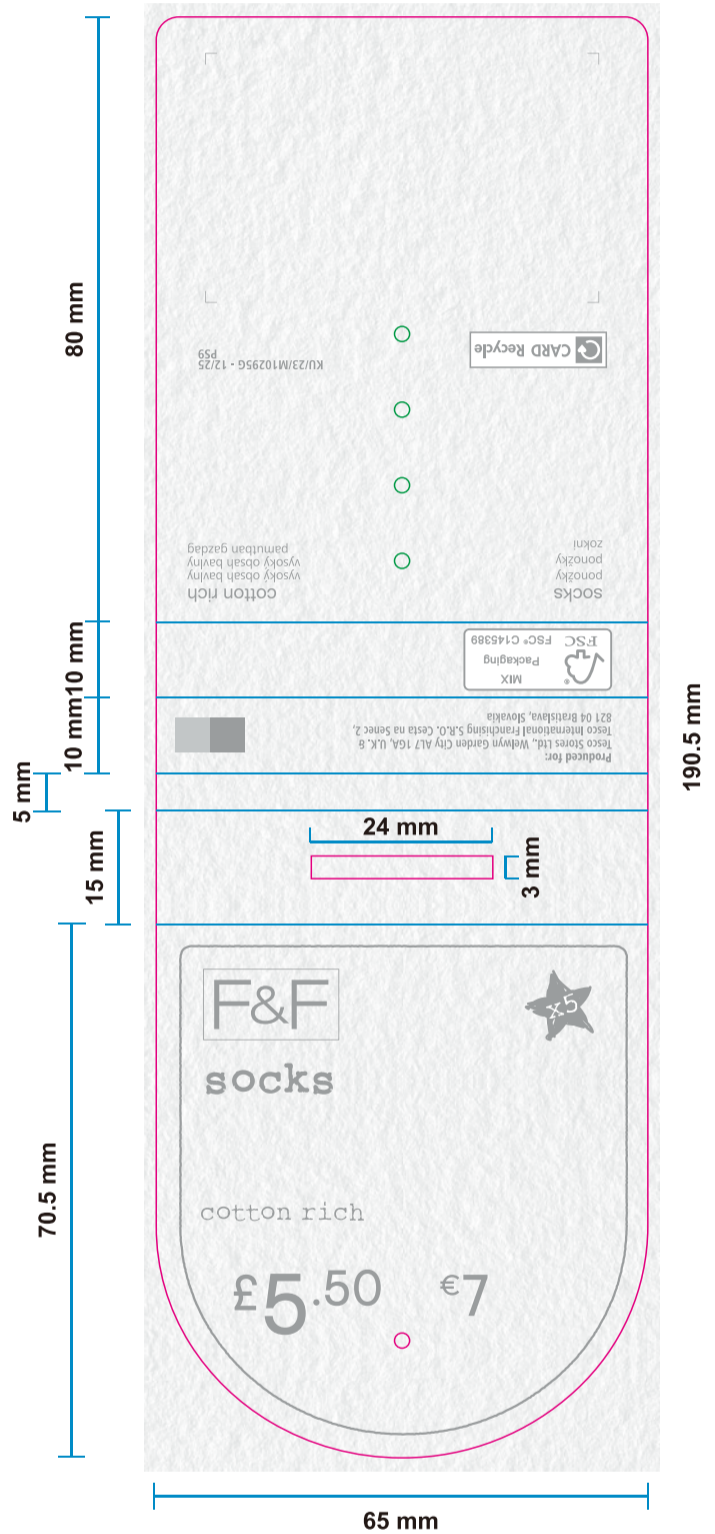 80 mm
KU/23/M10295G - 12/25
PS9
CARD Recycle
cotton rich
vysoký obsah bavlny
vysoký obsah bavlny
pamutban gazdag
socks
ponožky
ponožky
zokni
10 mm
MIX
Packaging
FSC
FSC® C145389
10 mm
Produced for:
Tesco Stores Ltd., Welwyn Garden City AL7 1GA, U.K. &
Tesco International Franchising S.R.O. Cesta na Senec 2,
821 04 Bratislava, Slovakia
190.5 mm
5 mm
15 mm
24 mm
3 mm
70.5 mm
F&F
x5
socks
cotton rich
£5.50 €7
65 mm